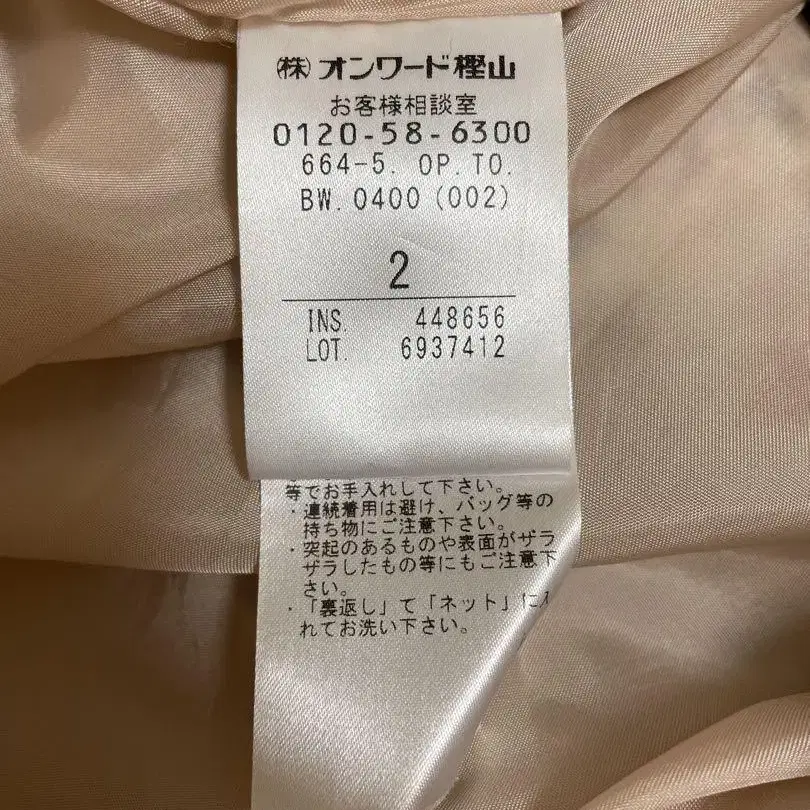 ㈱オンワード樫山
お客様相談室
0120-58-6300
664-5. OP.TO.
BW.0400(002)
2
INS. 448656
LOT. 6937412
等でお手入れして下さい。
・連続着用は避け、バッグ等の
持ち物にご注意下さい。
・突起のあるものや表面がザラ
ザラしたもの等にもご注意下
さい。
・「裏返し」て「ネット」に入
れてお洗い下さい。